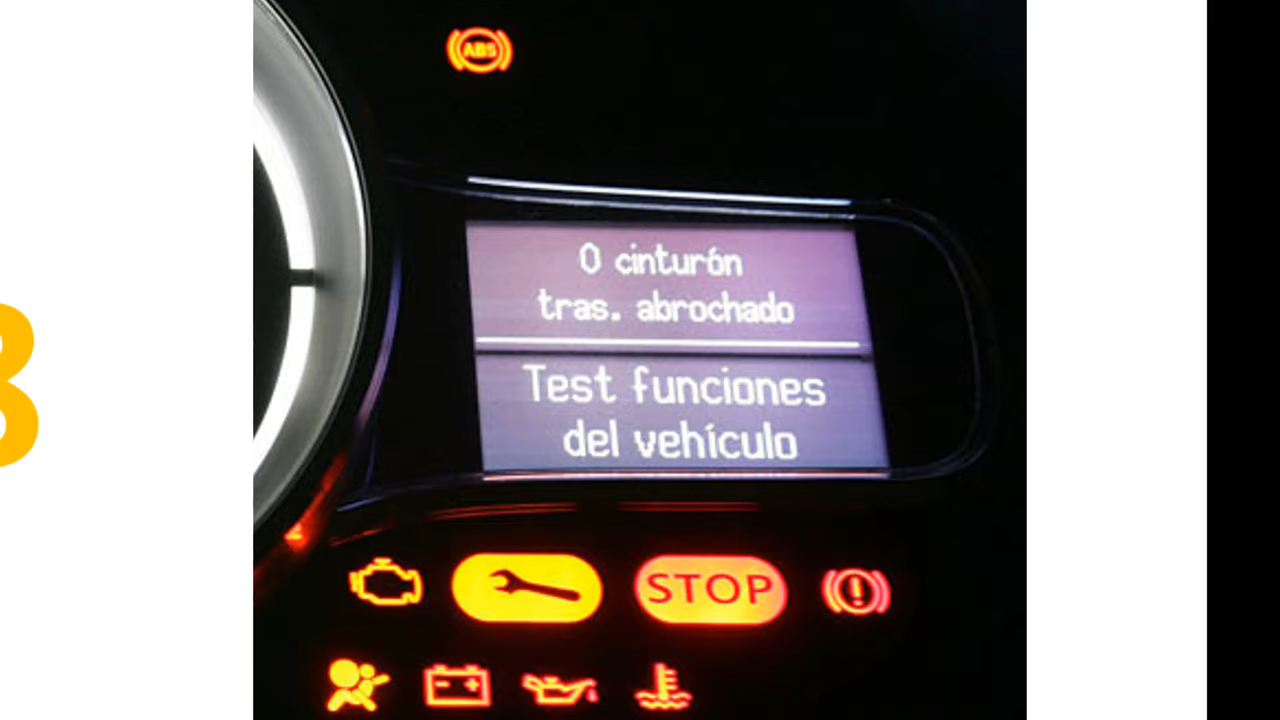 ABS
0 cinturón
tras. abrochado
Test funciones
del vehículo
STOP